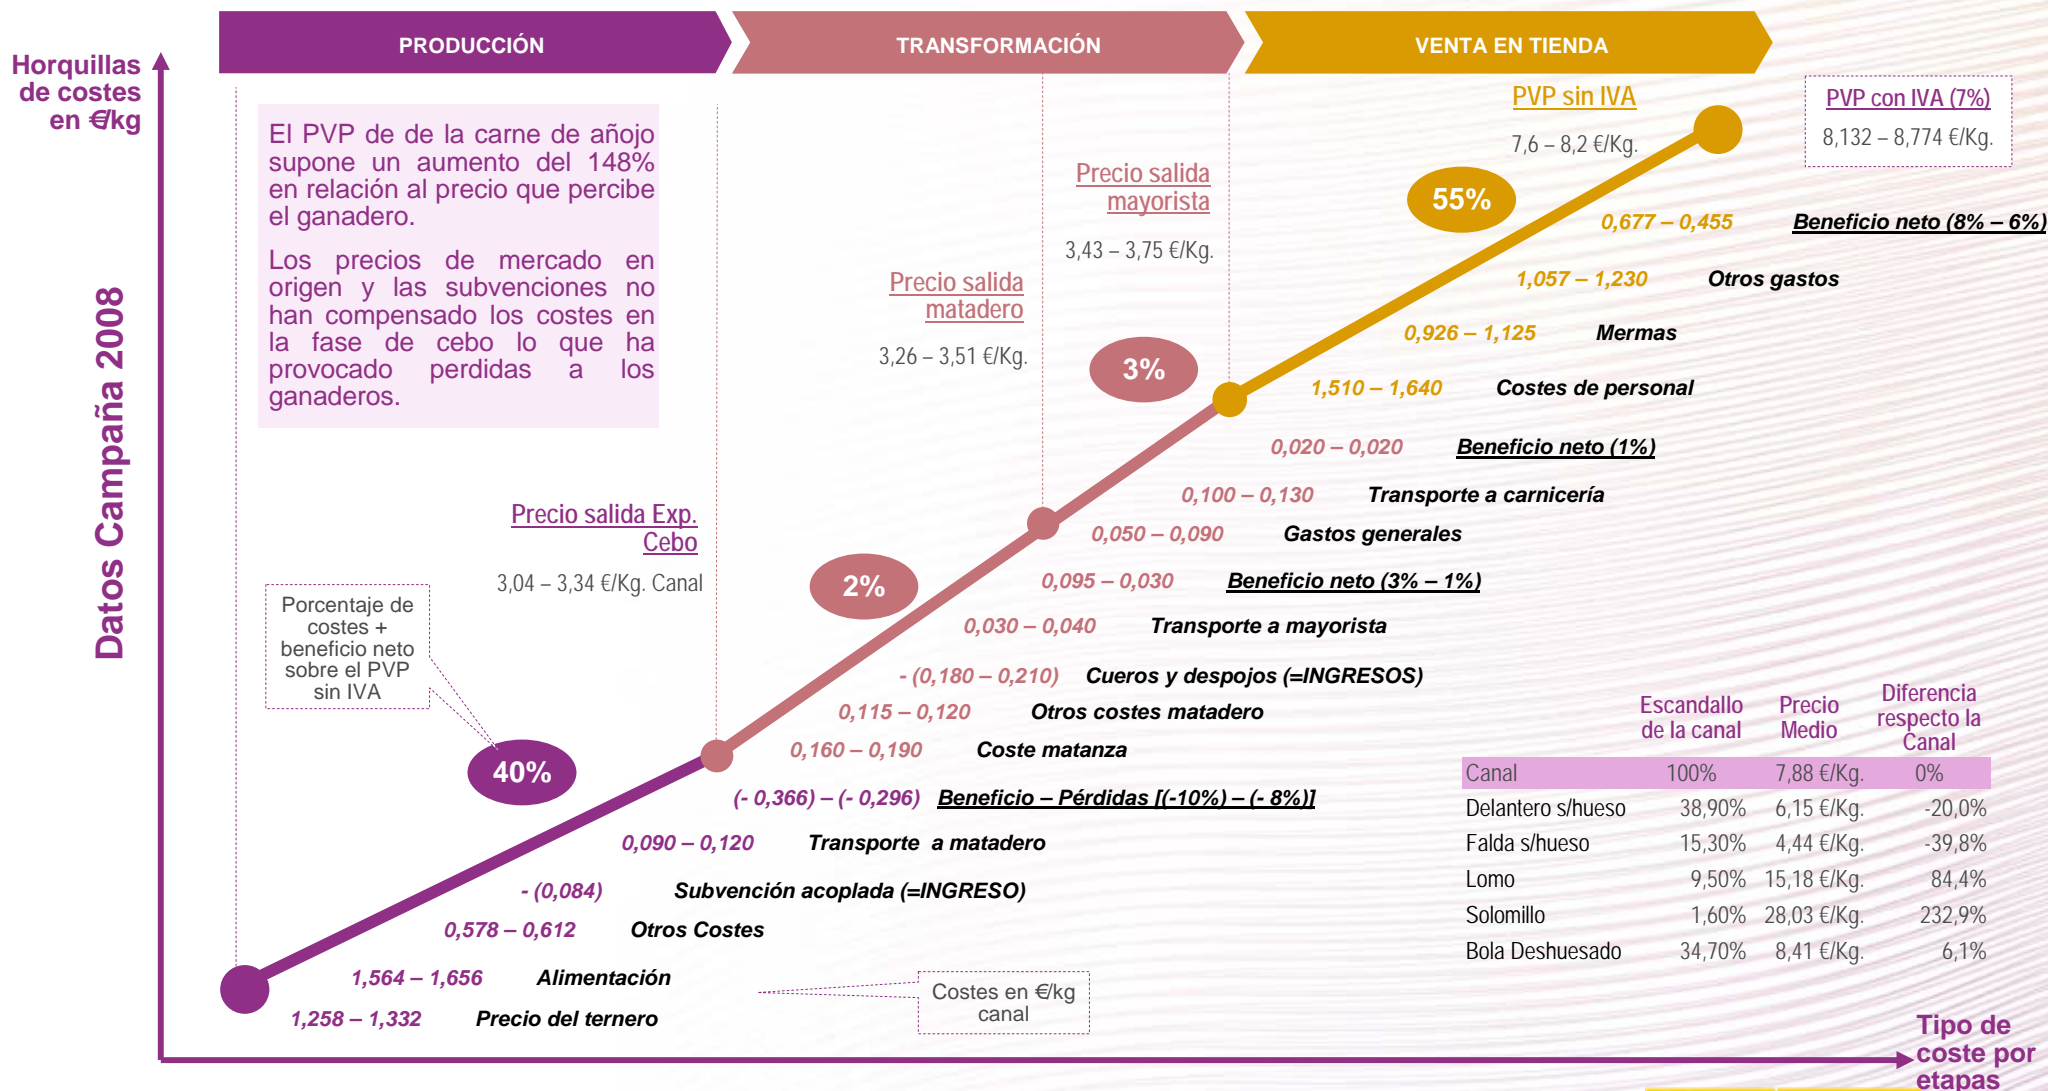 PRODUCCIÓN
TRANSFORMACIÓN
VENTA EN TIENDA
Horquillas
de costes
en €/kg
Datos Campaña 2008
El PVP de de la carne de añojo
supone un aumento del 148%
en relación al precio que percibe
el ganadero.
Los precios de mercado en
origen y las subvenciones no
han compensado los costes en
la fase de cebo lo que ha
provocado perdidas a los
ganaderos.
PVP sin IVA
7,6 – 8,2 €/Kg.
PVP con IVA (7%)
8,132 – 8,774 €/Kg.
Precio salida
mayorista
3,43 – 3,75 €/Kg.
Precio salida
matadero
3,26 – 3,51 €/Kg.
Precio salida Exp.
Cebo
3,04 – 3,34 €/Kg. Canal
55%
3%
2%
40%
Porcentaje de
costes +
beneficio neto
sobre el PVP
sin IVA
0,677 – 0,455 Beneficio neto (8% – 6%)
1,057 – 1,230 Otros gastos
0,926 – 1,125 Mermas
1,510 – 1,640 Costes de personal
0,020 – 0,020 Beneficio neto (1%)
0,100 – 0,130 Transporte a carnicería
0,050 – 0,090 Gastos generales
0,095 – 0,030 Beneficio neto (3% – 1%)
0,030 – 0,040 Transporte a mayorista
- (0,180 – 0,210) Cueros y despojos (=INGRESOS)
0,115 – 0,120 Otros costes matadero
0,160 – 0,190 Coste matanza
(- 0,366) – (- 0,296) Beneficio – Pérdidas [(-10%) – (- 8%)]
0,090 – 0,120 Transporte a matadero
- (0,084) Subvención acoplada (=INGRESO)
0,578 – 0,612 Otros Costes
1,564 – 1,656 Alimentación
1,258 – 1,332 Precio del ternero
Costes en €/kg
canal
Escandallo
de la canal
Precio
Medio
Diferencia
respecto la
Canal
Canal 100% 7,88 €/Kg. 0%
Delantero s/hueso 38,90% 6,15 €/Kg. -20,0%
Falda s/hueso 15,30% 4,44 €/Kg. -39,8%
Lomo 9,50% 15,18 €/Kg. 84,4%
Solomillo 1,60% 28,03 €/Kg. 232,9%
Bola Deshuesado 34,70% 8,41 €/Kg. 6,1%
Tipo de
coste por
etapas